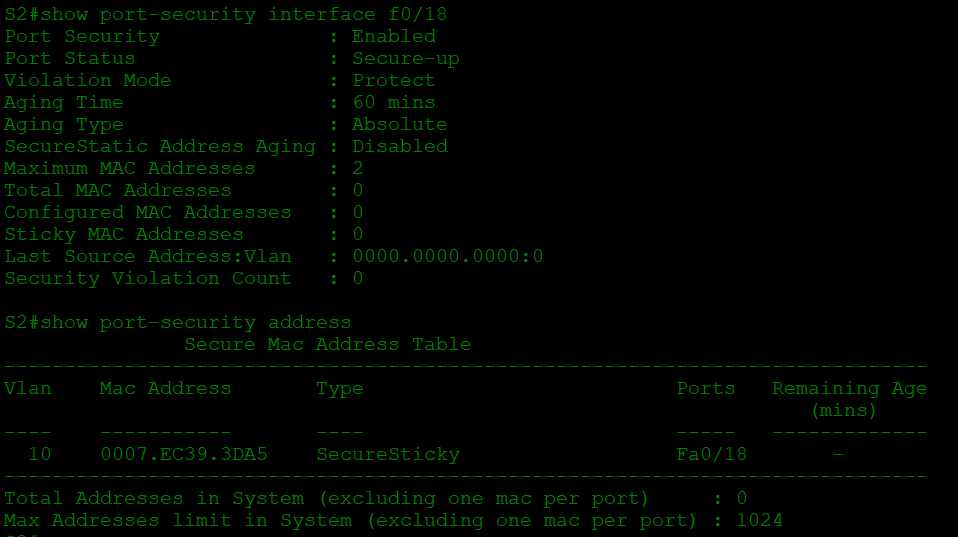 S2#show port-security interface f0/18
Port Security              : Enabled
Port Status                : Secure-up
Violation Mode             : Protect
Aging Time                 : 60 mins
Aging Type                 : Absolute
SecureStatic Address Aging : Disabled
Maximum MAC Addresses      : 2
Total MAC Addresses        : 0
Configured MAC Addresses   : 0
Sticky MAC Addresses       : 0
Last Source Address:Vlan   : 0000.0000.0000:0
Security Violation Count   : 0
S2#show port-security address
               Secure Mac Address Table
-----------------------------------------------------------------------------
Vlan    Mac Address       Type                          Ports   Remaining Age
                                                                   (mins)
----    -----------       ----                          -----   -------------
  10    0007.EC39.3DA5    SecureSticky                  Fa0/18       -
-----------------------------------------------------------------------------
Total Addresses in System (excluding one mac per port)     : 0
Max Addresses limit in System (excluding one mac per port) : 1024